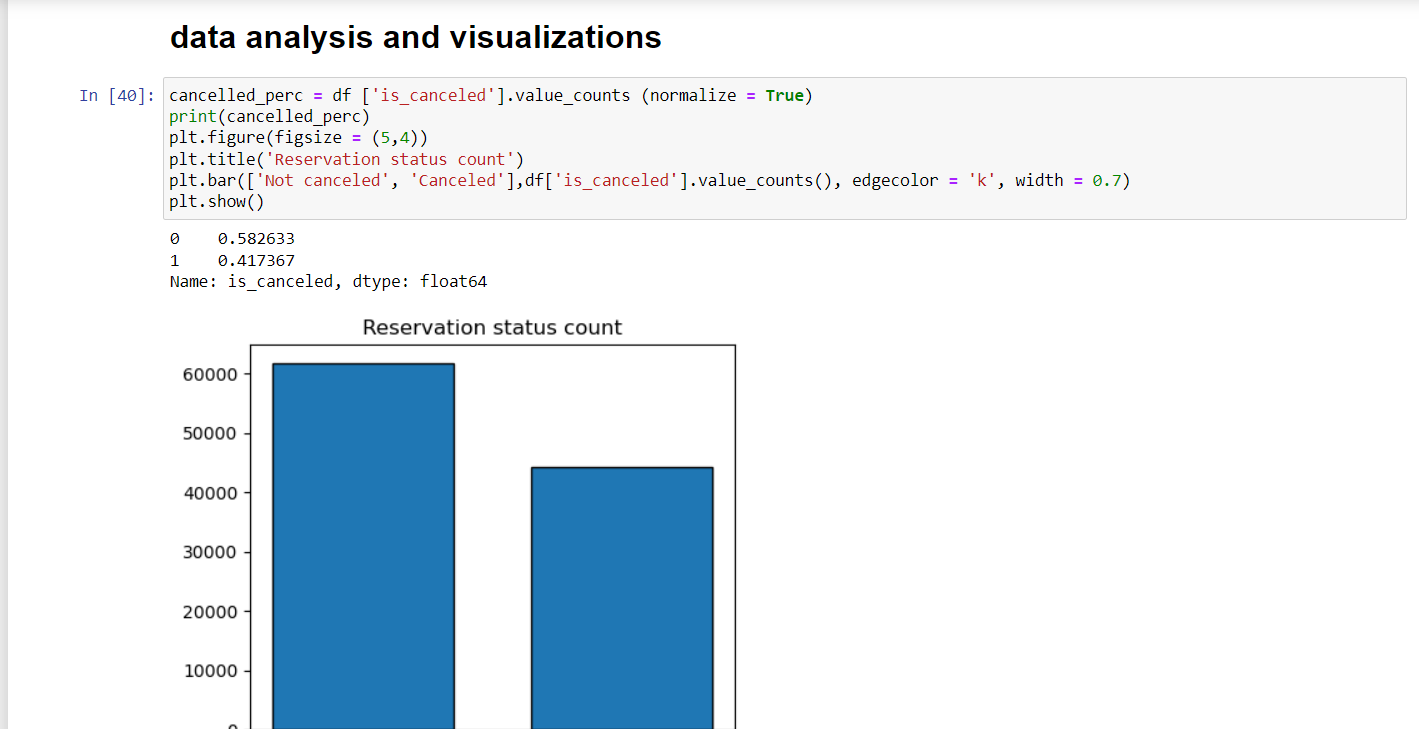 data analysis and visualizations
In [40]:
cancelled_perc = df ['is_canceled'].value_counts (normalize = True)
print(cancelled_perc)
plt.figure(figsize = (5,4))
plt.title('Reservation status count')
plt.bar(['Not canceled', 'Canceled'],df['is_canceled'].value_counts(), edgecolor = 'k', width = 0.7)
plt.show()
0    0.582633
1    0.417367
Name: is_canceled, dtype: float64
Reservation status count
60000
50000
40000
30000
20000
10000